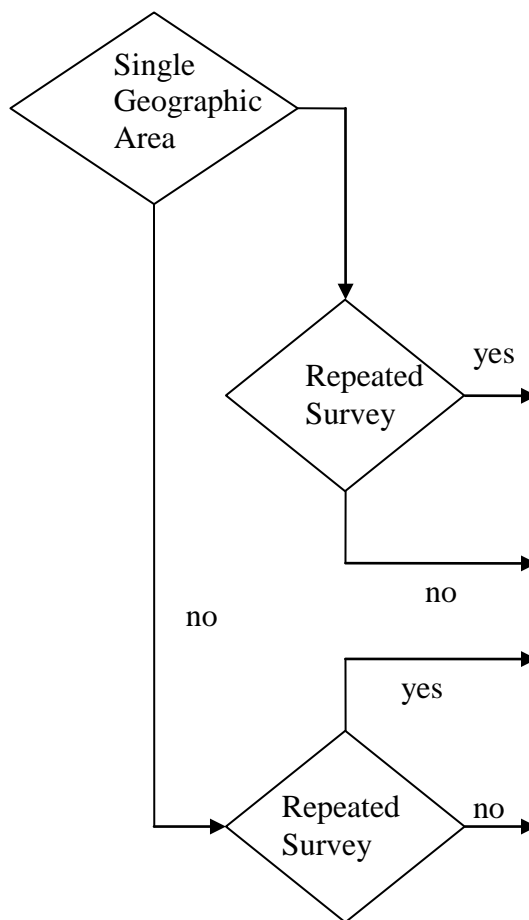 Single
Geographic
Area
yes
Repeated
Survey
no
no
yes
Repeated
Survey
no